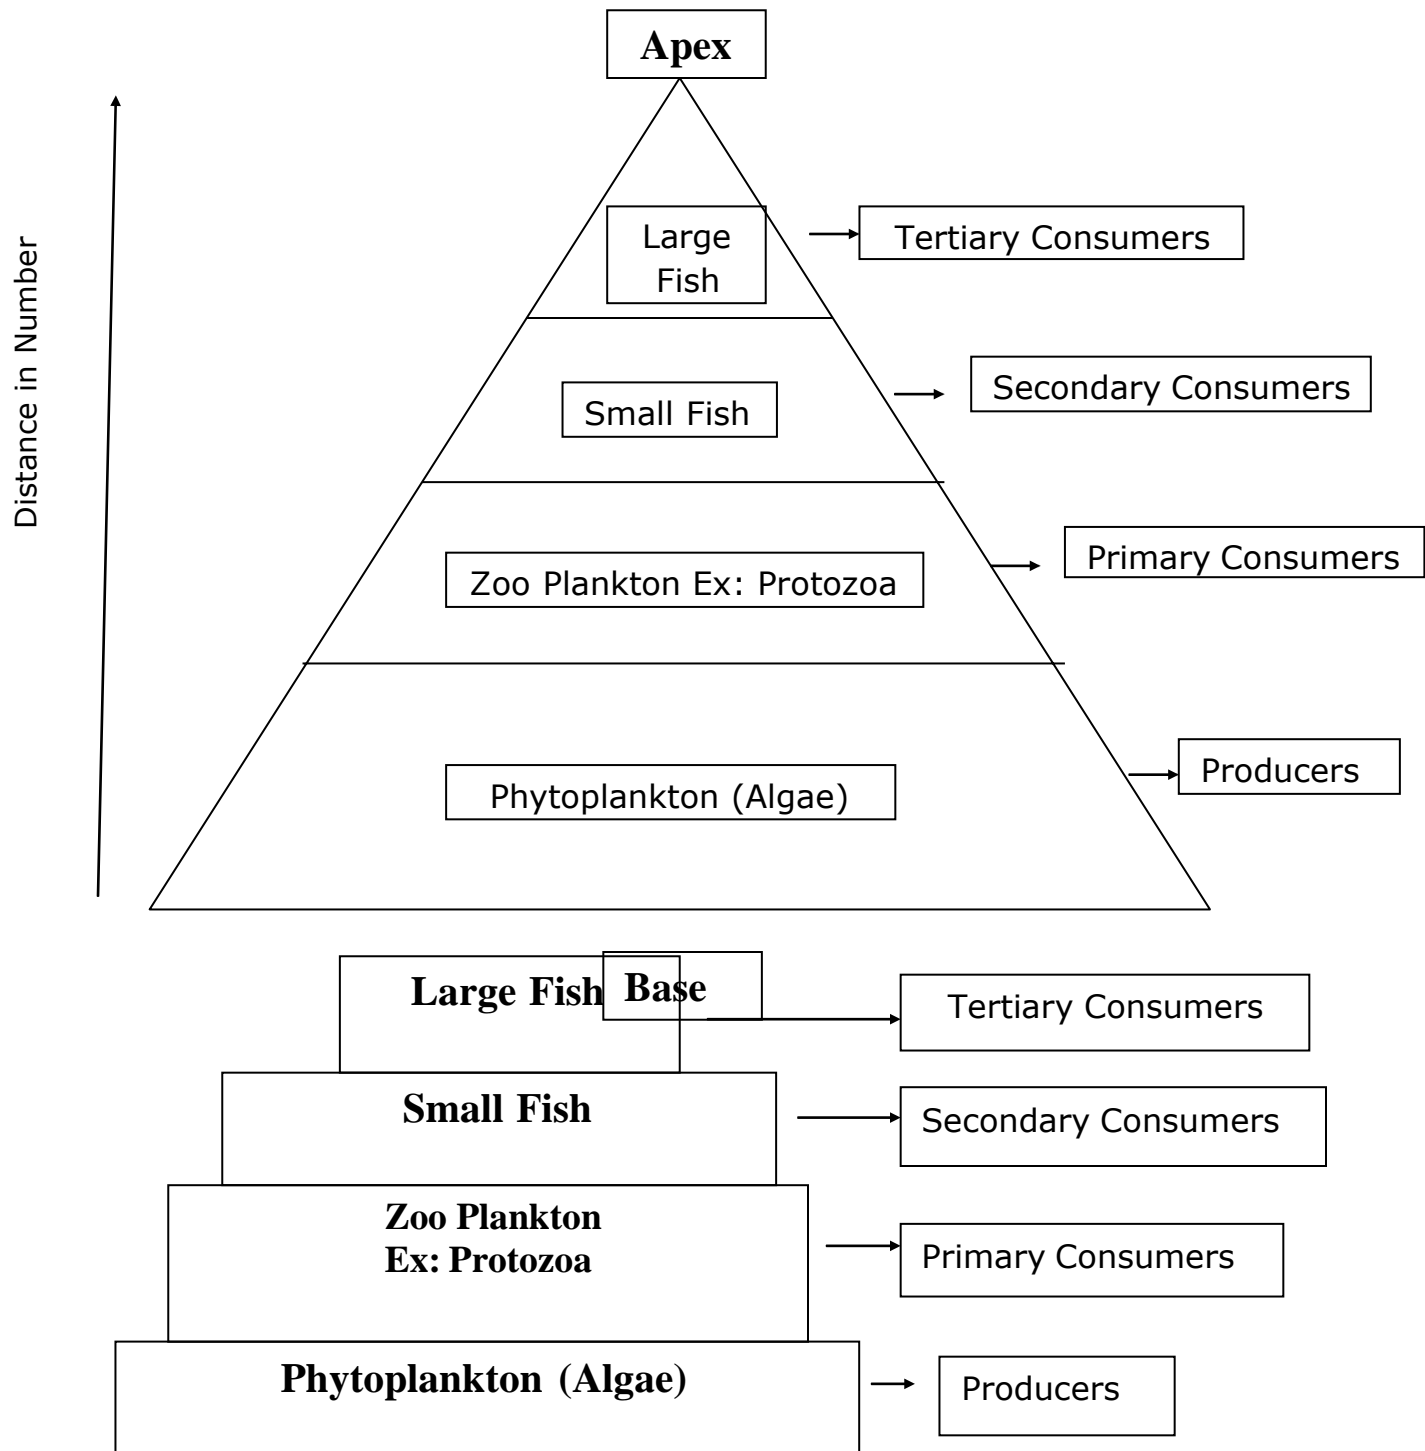 Apex
Distance in Number
Large
Fish
Tertiary Consumers
Small Fish
Secondary Consumers
Zoo Plankton Ex: Protozoa
Primary Consumers
Phytoplankton (Algae)
Producers
Large Fish
Base
Tertiary Consumers
Small Fish
Secondary Consumers
Zoo Plankton
Ex: Protozoa
Primary Consumers
Phytoplankton (Algae)
Producers